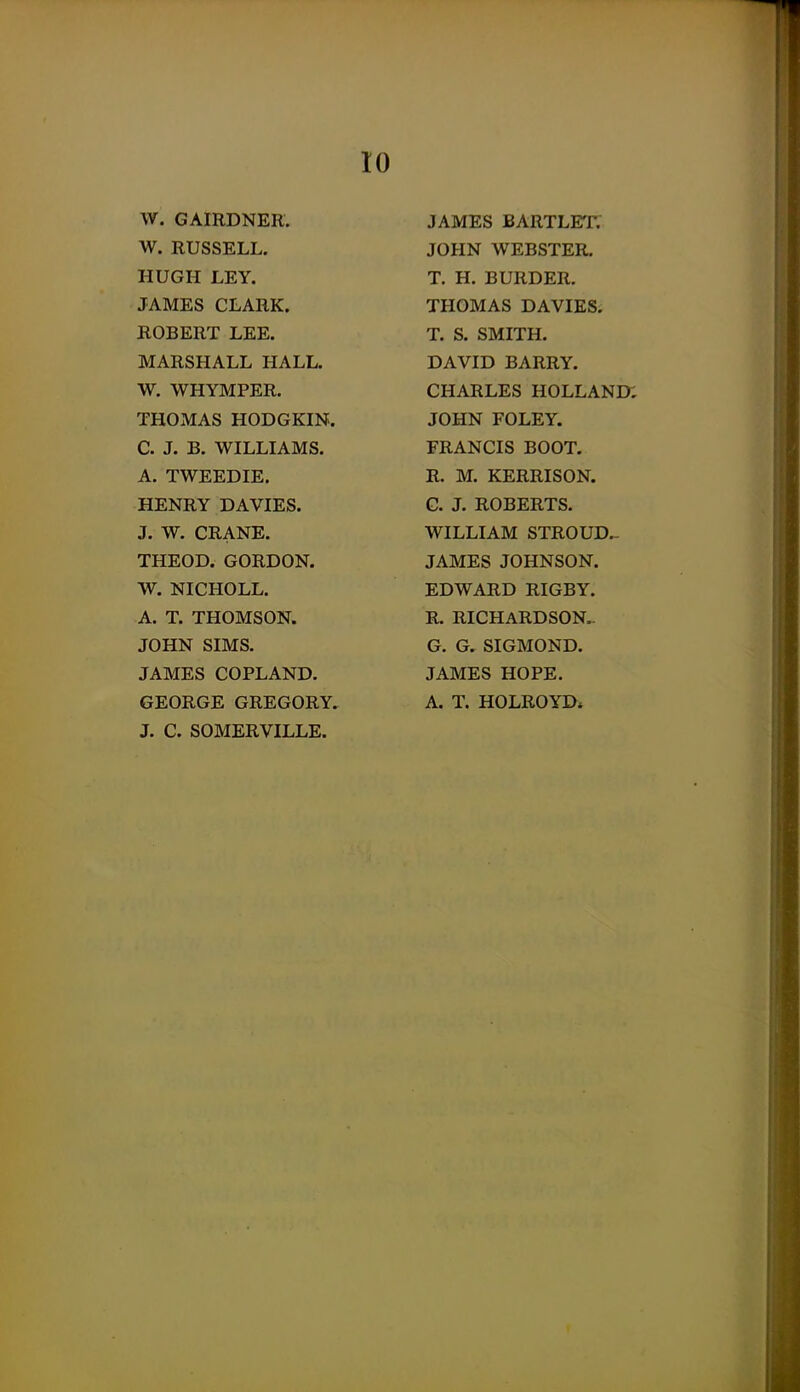 10
W. GAIRDNER.
W. RUSSELL.
HUGH LEY.
JAMES CLARK.
ROBERT LEE.
MARSHALL HALL.
W. WHYMPER.
THOMAS HODGKIN.
C. J. B. WILLIAMS.
A. TWEEDIE.
HENRY DAVIES.
J. W. CRANE.
THEOD. GORDON.
W. NICHOLL.
A. T. THOMSON.
JOHN SIMS.
JAMES COPLAND.
GEORGE GREGORY.
J. C. SOMERVILLE.
JAMES BARTLET.
JOHN WEBSTER.
T. H. BURDER.
THOMAS DAVIES.
T. S. SMITH.
DAVID BARRY.
CHARLES HOLLAND.
JOHN FOLEY.
FRANCIS BOOT.
R. M. KERRISON.
C. J. ROBERTS.
WILLIAM STROUD.
JAMES JOHNSON.
EDWARD RIGBY.
R. RICHARDSON.
G. G. SIGMOND.
JAMES HOPE.
A. T. HOLROYD.